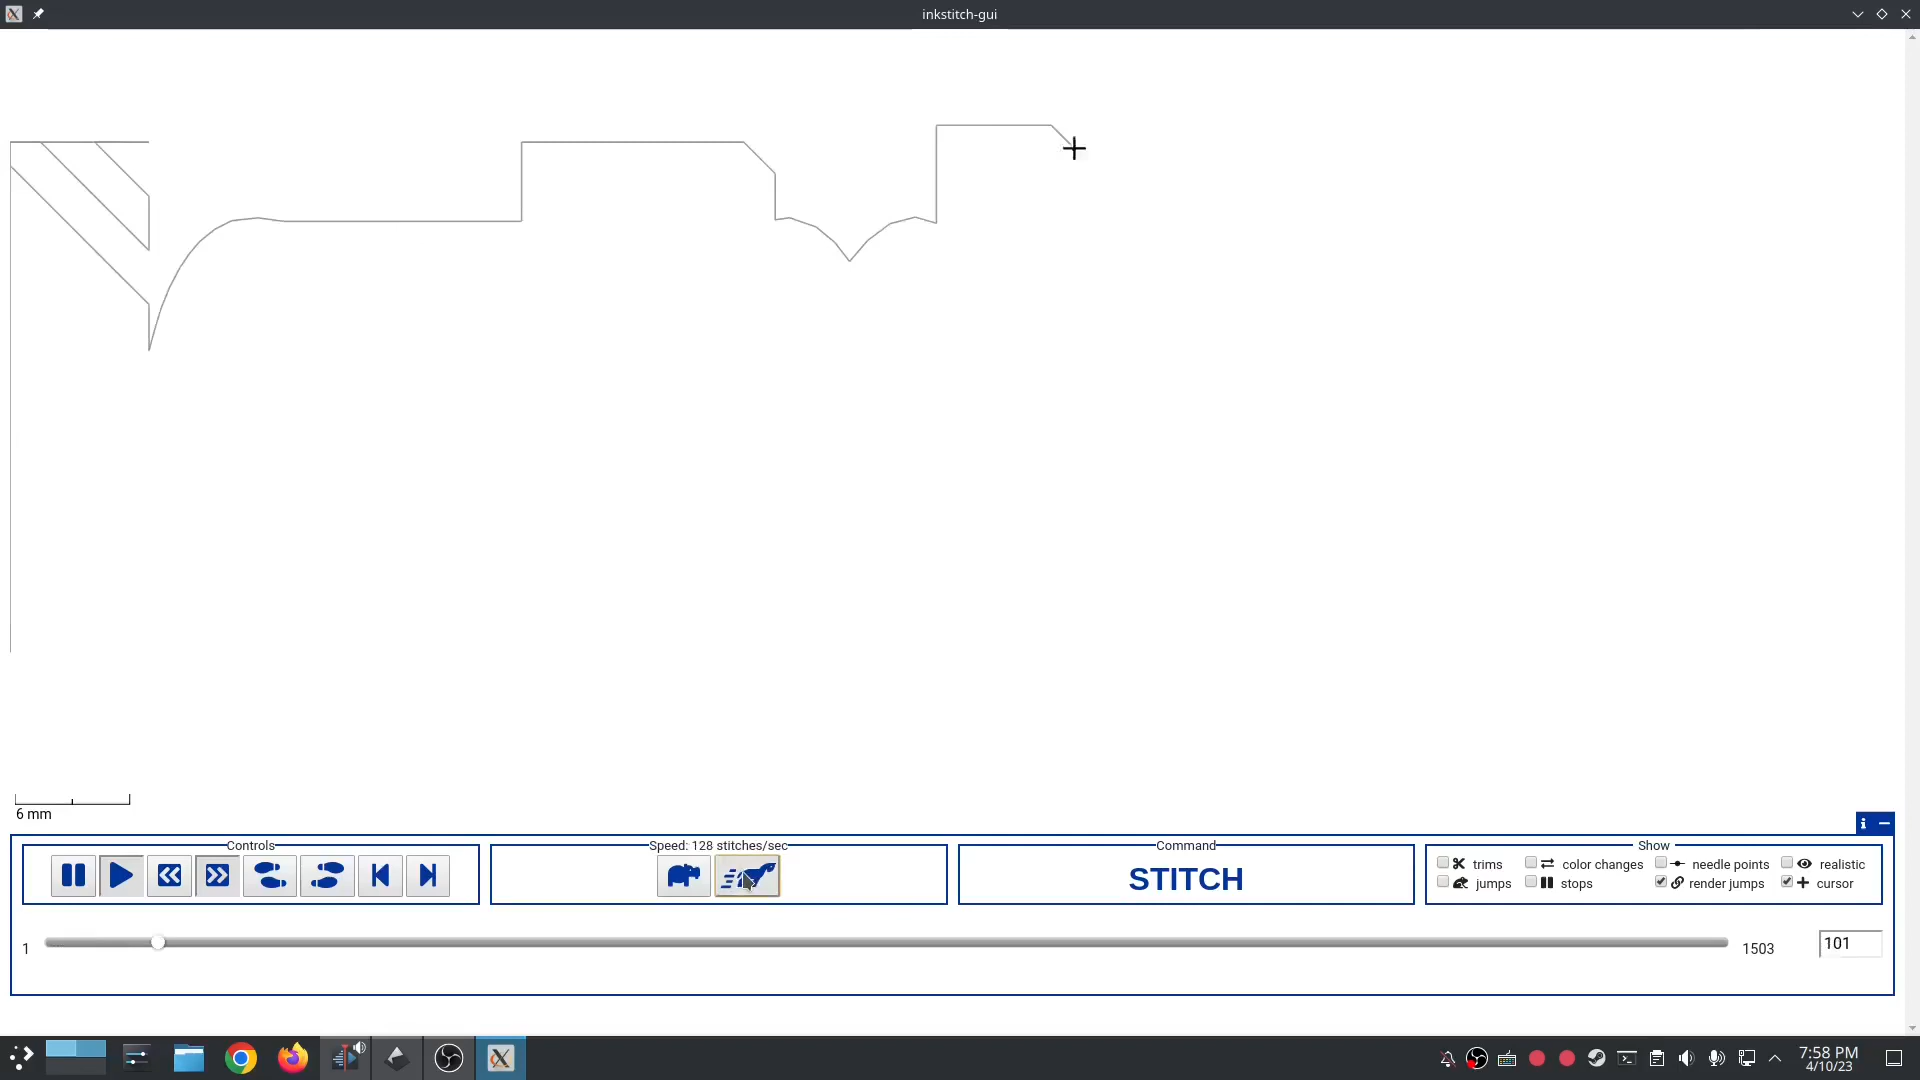 inkstitch-gui
6 mm
Controls
Speed: 128 stitches/sec
Command
Show
STITCH
trims
color changes
needle points
realistic
jumps
stops
render jumps
cursor
1
1503
101
7:58 PM
4/10/23